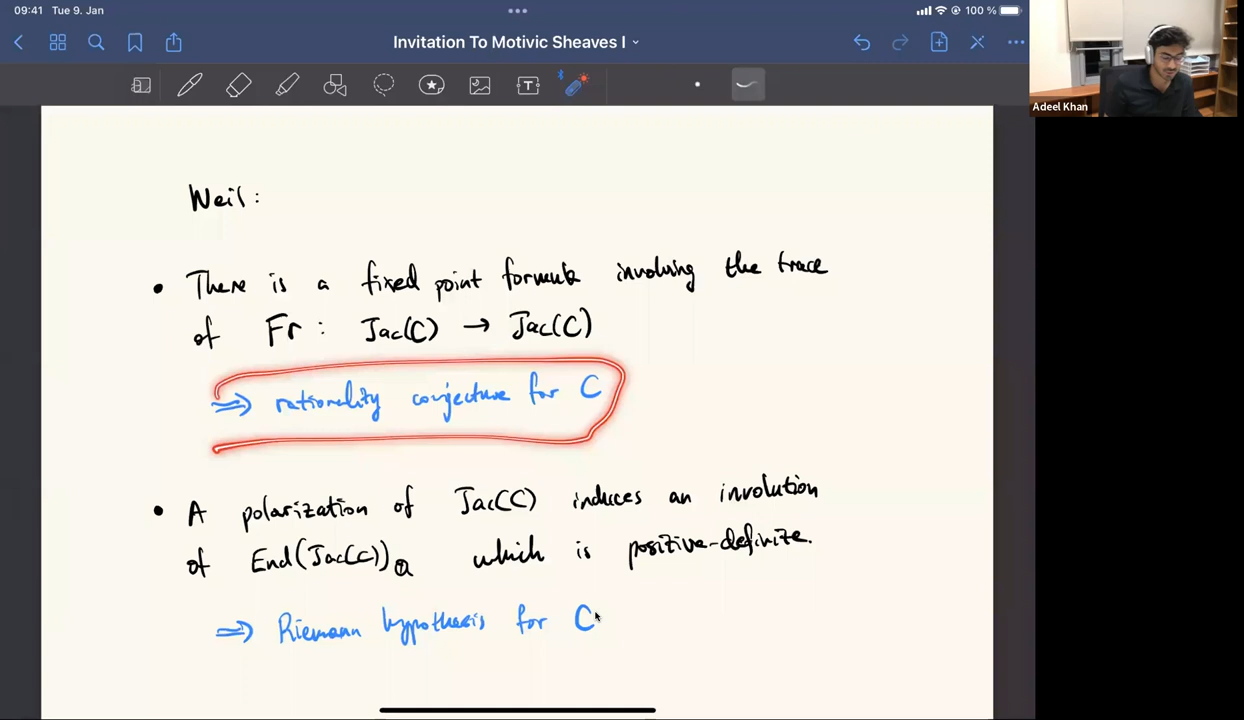 09:41 Tue 9. Jan
100 %
Invitation To Motivic Sheaves I
Adeel Khan
Weil:
• There is a fixed point formula involving the trace
of Fr : Jac(C) → Jac(C)
⟹ rationality conjecture for C
• A polarization of Jac(C) induces an involution
of End(Jac(C))_Q which is positive-definite.
⟹ Riemann hypothesis for C